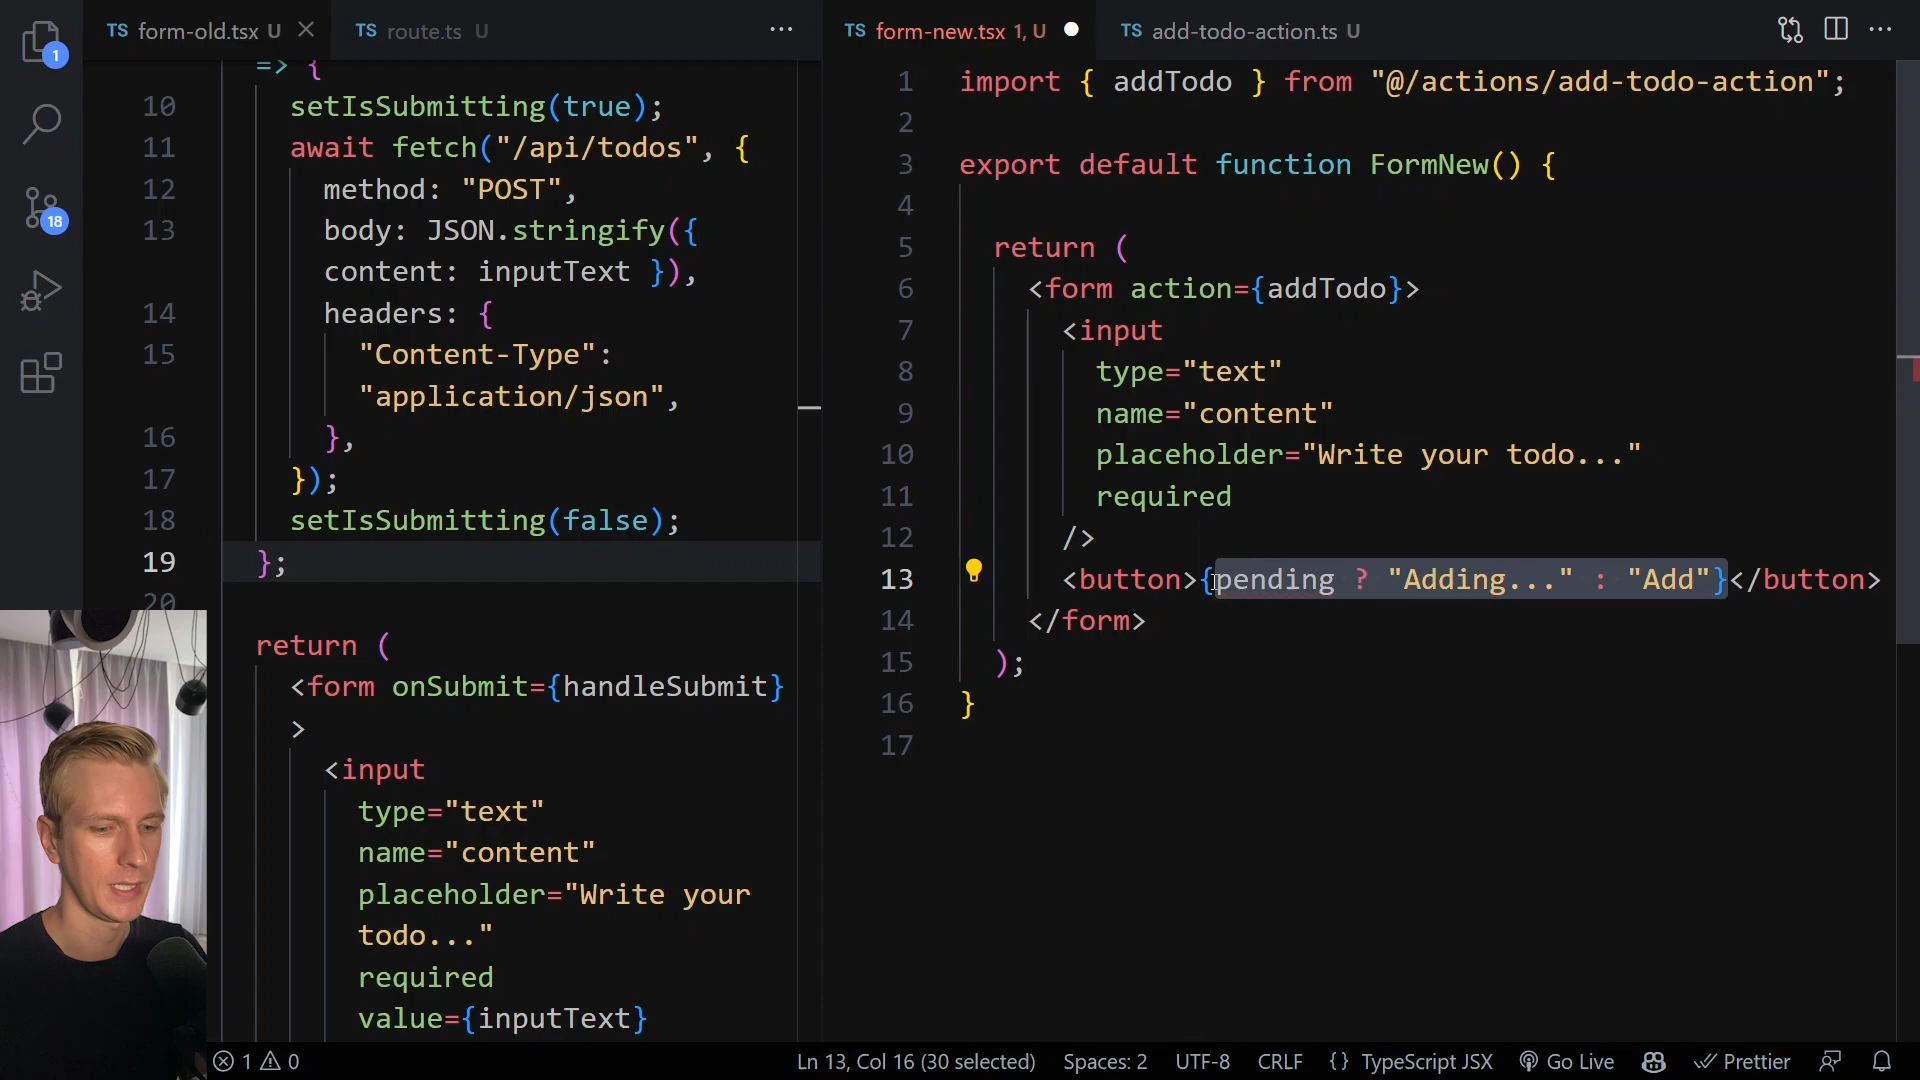 1
18
TS form-old.tsx U
TS route.ts U
=> {
10 setIsSubmitting(true);
11 await fetch("/api/todos", {
12 method: "POST",
13 body: JSON.stringify({
content: inputText }),
14 headers: {
15 "Content-Type":
"application/json",
16 },
17 });
18 setIsSubmitting(false);
19 };
20
return (
<form onSubmit={handleSubmit}
>
<input
type="text"
name="content"
placeholder="Write your
todo..."
required
value={inputText}
TS form-new.tsx 1, U
TS add-todo-action.ts U
1 import { addTodo } from "@/actions/add-todo-action";
2
3 export default function FormNew() {
4
5 return (
6 <form action={addTodo}>
7 <input
8 type="text"
9 name="content"
10 placeholder="Write your todo..."
11 required
12 />
13 <button>{pending ? "Adding..." : "Add"}</button>
14 </form>
15 );
16 }
17
1 0
Ln 13, Col 16 (30 selected) Spaces: 2 UTF-8 CRLF {} TypeScript JSX Go Live Prettier